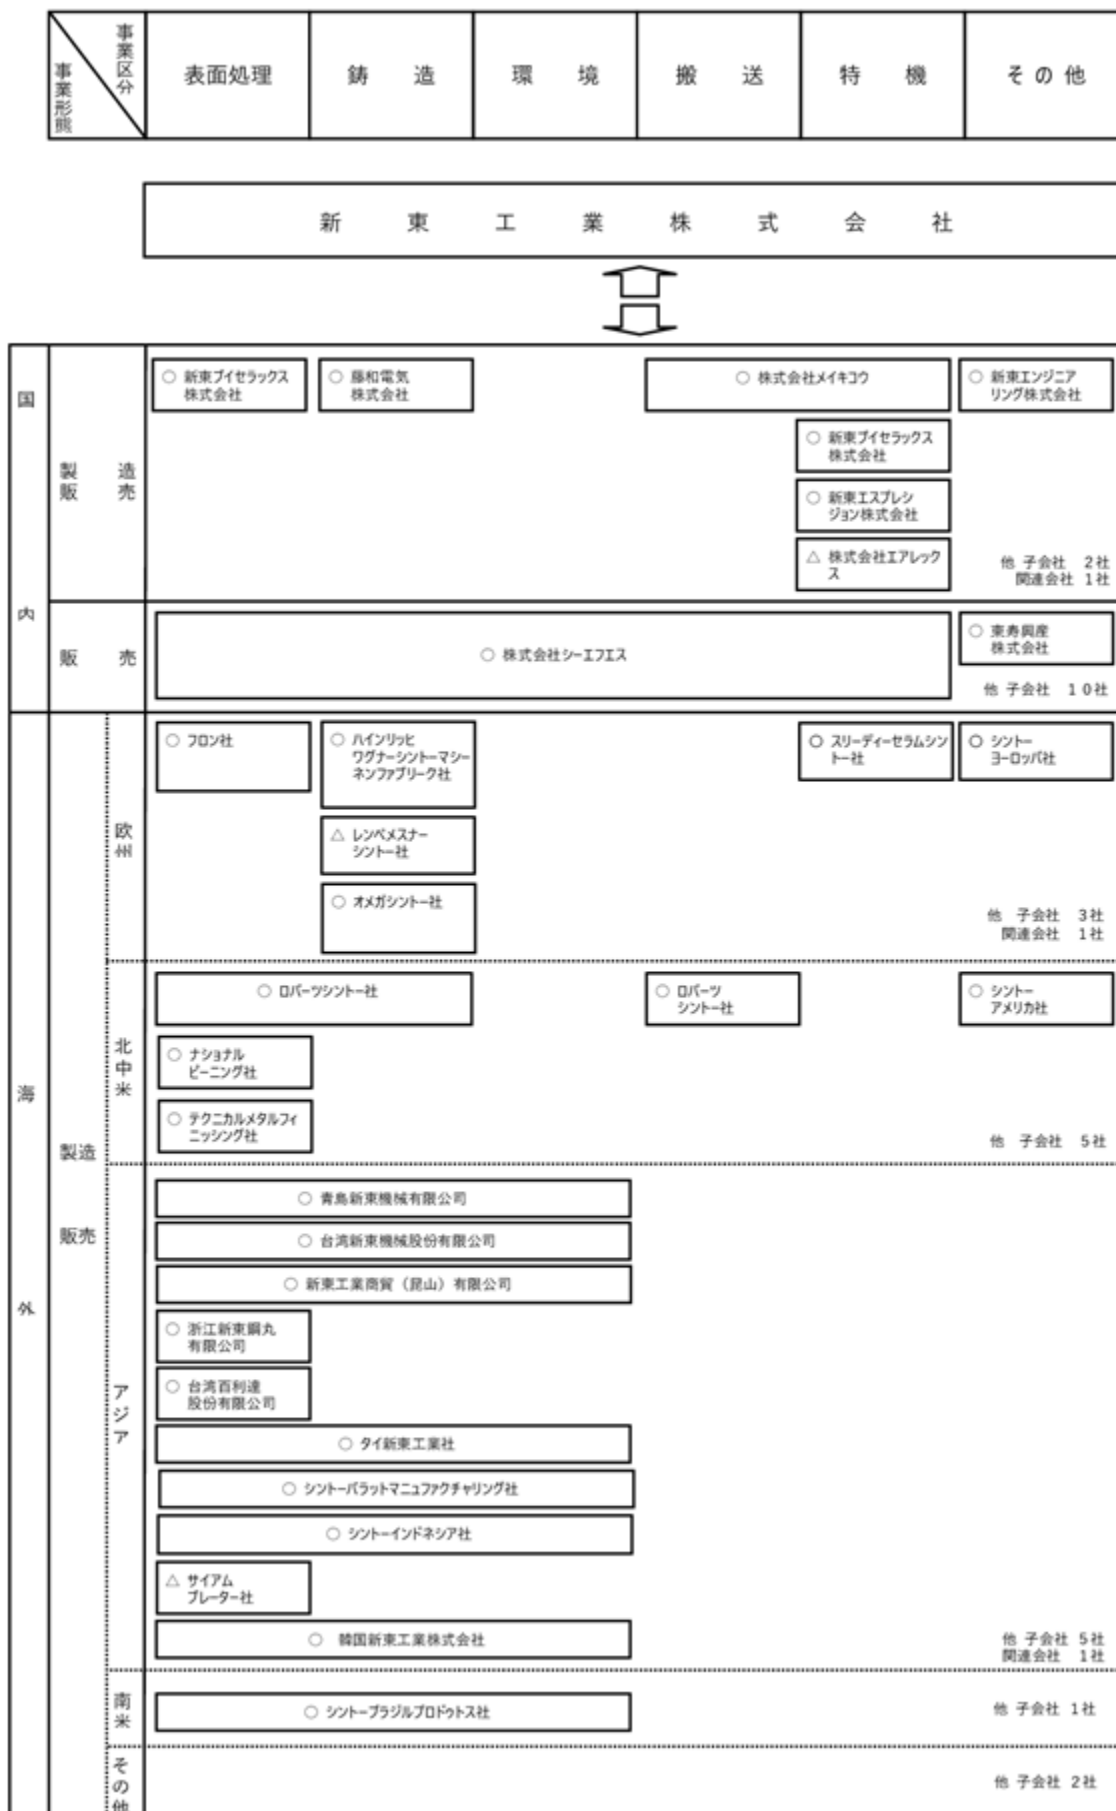 事業区分
事業形態
表面処理
鋳造
環境
搬送
特機
その他
新東工業株式会社
国内
製造
販売
○ 新東ブイセラックス
株式会社
○ 藤和電気
株式会社
○ 株式会社メイキコウ
○ 新東エンジニア
リング株式会社
○ 新東ブイセラックス
株式会社
○ 新東エスプレシ
ジョン株式会社
△ 株式会社エアレック
ス
他 子会社 2社
関連会社 1社
販売
○ 株式会社シーエフエス
○ 東寿興産
株式会社
他 子会社 10社
海外
製造
販売
欧州
○ フロン社
○ ハインリッヒ
ワグナーシントーマシー
ネンファブリーク社
○ スリーディーセラムシン
トー社
○ シントー
ヨーロッパ社
△ レンペメスナー
シントー社
○ オメガシントー社
他 子会社 3社
関連会社 1社
北中米
○ ロバーツシントー社
○ ロバーツ
シントー社
○ シントー
アメリカ社
○ ナショナル
ピーニング社
○ テクニカルメタルフィ
ニッシング社
他 子会社 5社
アジア
○ 青島新東機械有限公司
○ 台湾新東機械股份有限公司
○ 新東工業商貿（昆山）有限公司
○ 浙江新東鋼丸
有限公司
○ 台湾百利達
股份有限公司
○ タイ新東工業社
○ シントーバラットマニュファクチャリング社
○ シントーインドネシア社
△ サイアム
ブレーター社
○ 韓国新東工業株式会社
他 子会社 5社
関連会社 1社
南米
○ シントーブラジルプロドゥトス社
他 子会社 1社
その他
他 子会社 2社